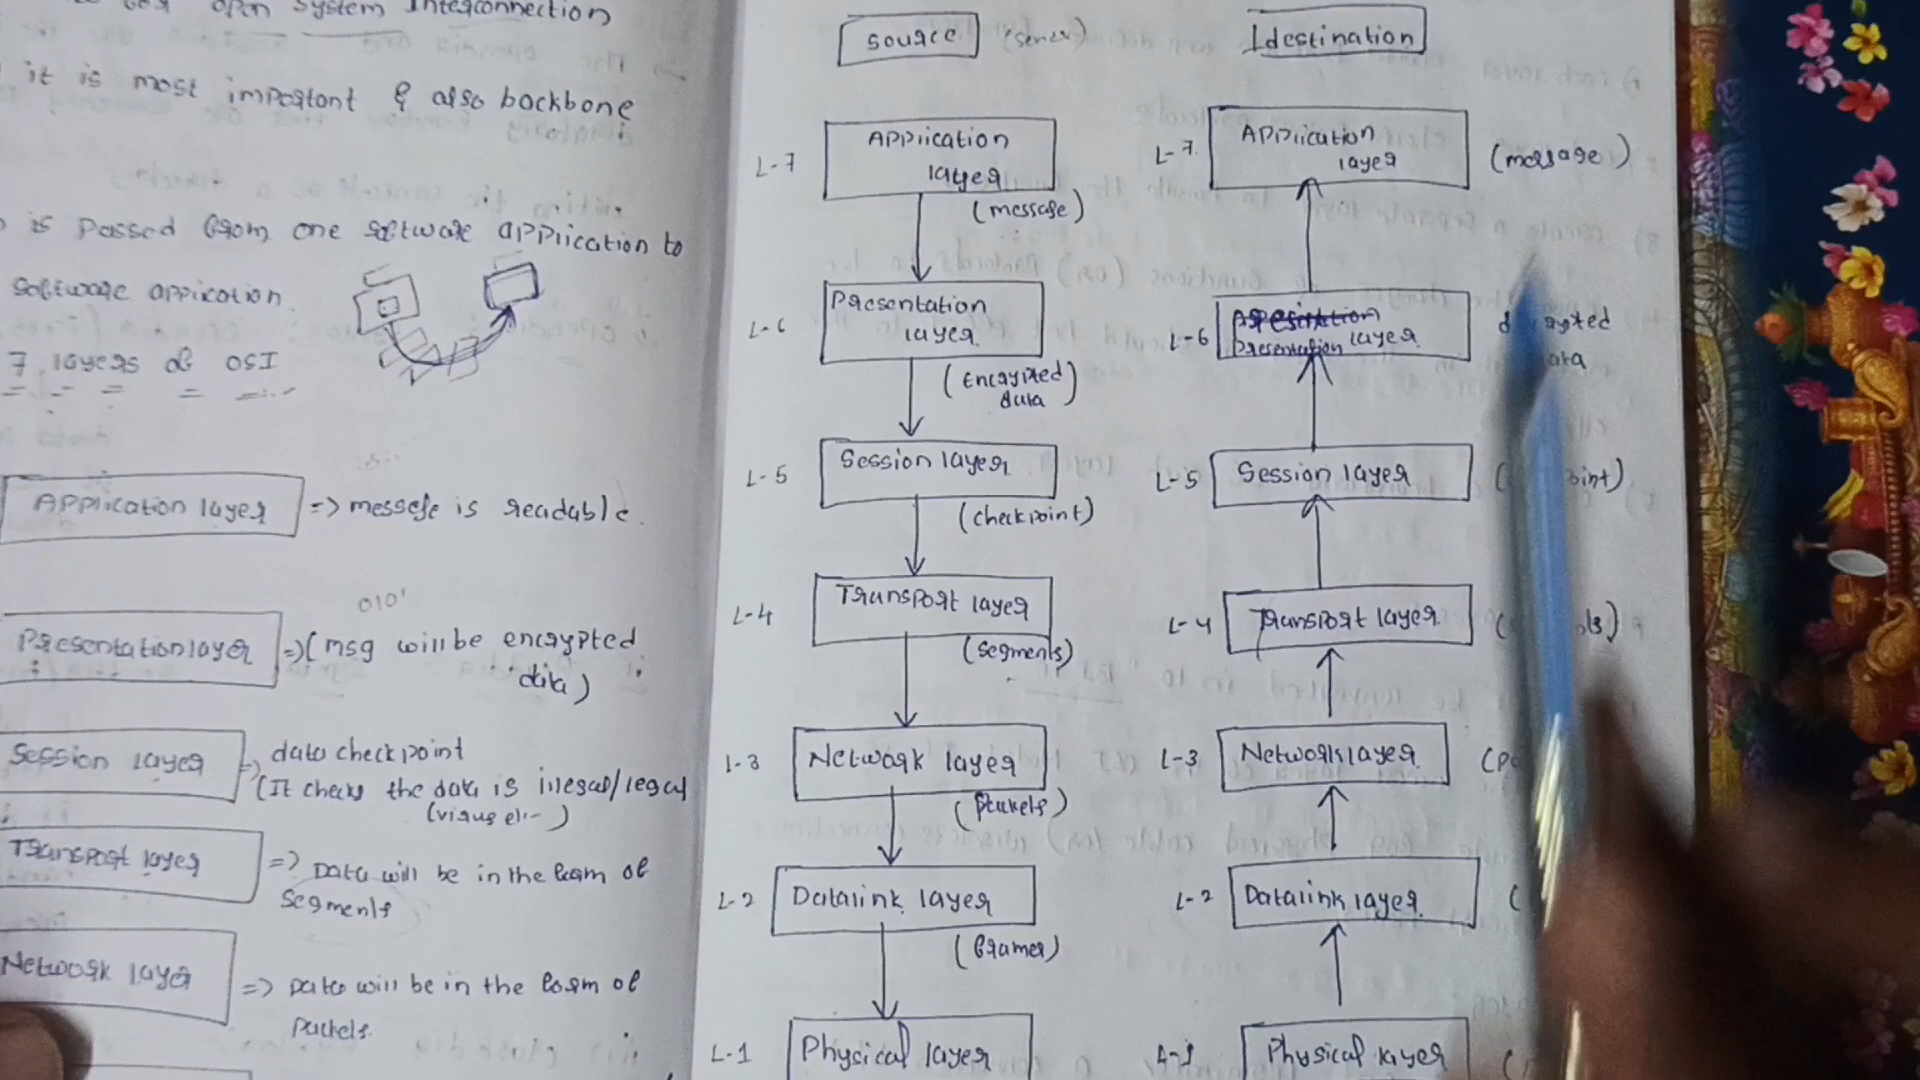 open System Interconnection
it is most important & also backbone
is passed from one software application to
software application.
7 layers of OSI
Application layer => messefe is readable.
010'
Presentation layer => (msg will be encrypted
data)
Session layer => data checkpoint
(It checks the data is illegal/legal
(virus etc- )
Transport layer => Data will be in the form of
Segments
Network layer => Data will be in the form of
packets.
source
destination
L-7 Application
layer
(message)
L-6 Presentation
layer
(Encrypted
data
L-5 Session layer
(checkpoint)
L-4 Transport layer
(segments)
L-3 Network layer
(packets)
L-2 Datalink layer
(frames)
L-1 Physical layer
L-7 Application
layer
(message)
L-6 presentation layer
L-5 Session layer
L-4 Transport layer
L-3 Network layer
L-2 Datalink layer
L-1 Physical layer